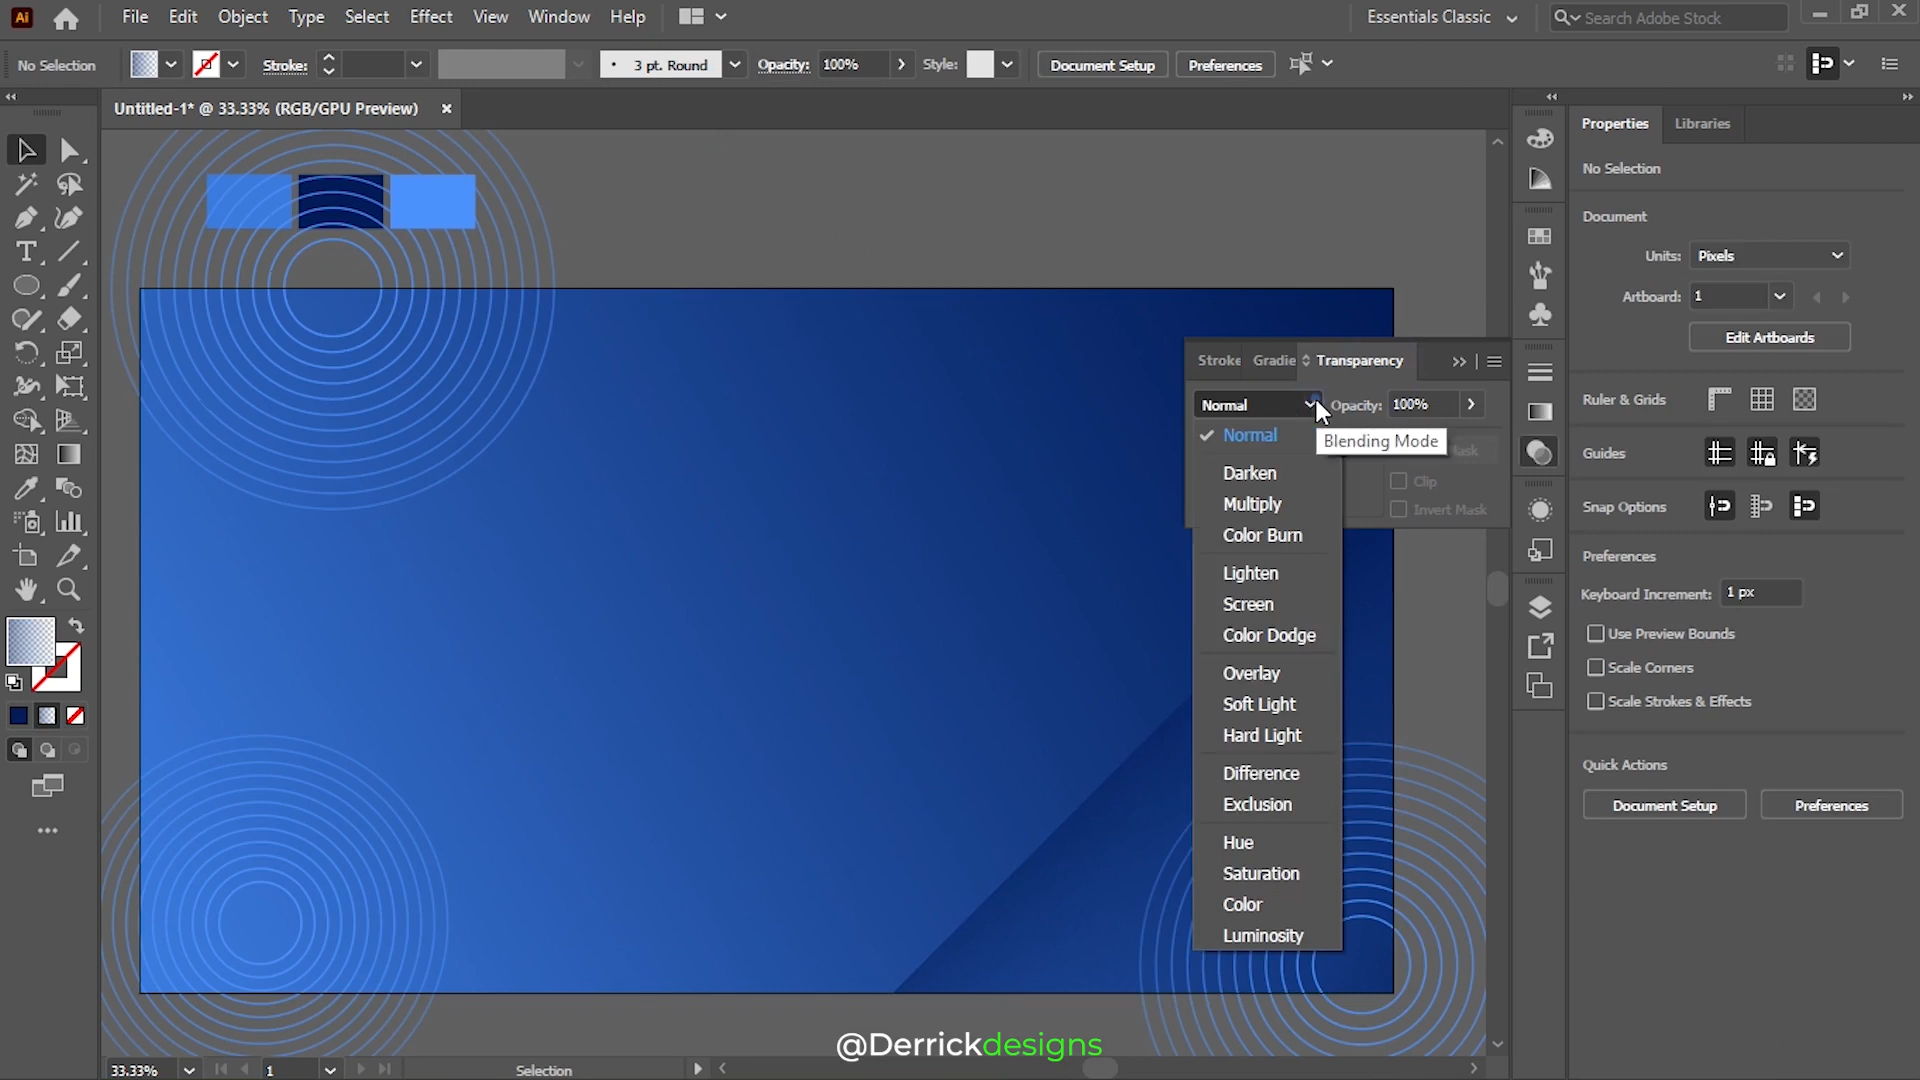 Ai
File Edit Object Type Select Effect View Window Help
Essentials Classic
Search Adobe Stock
No Selection
Stroke:
3 pt. Round
Opacity: 100%
Style:
Document Setup
Preferences
Untitled-1* @ 33.33% (RGB/GPU Preview)
Properties Libraries
No Selection
Document
Units: Pixels
Artboard: 1
Edit Artboards
Ruler & Grids
Guides
Snap Options
Preferences
Keyboard Increment: 1 px
Use Preview Bounds
Scale Corners
Scale Strokes & Effects
Quick Actions
Document Setup Preferences
Stroke Gradie Transparency
Normal
Opacity: 100%
Blending Mode
Clip
Invert Mask
Normal
Darken
Multiply
Color Burn
Lighten
Screen
Color Dodge
Overlay
Soft Light
Hard Light
Difference
Exclusion
Hue
Saturation
Color
Luminosity
@Derrickdesigns
33.33%
1
Selection